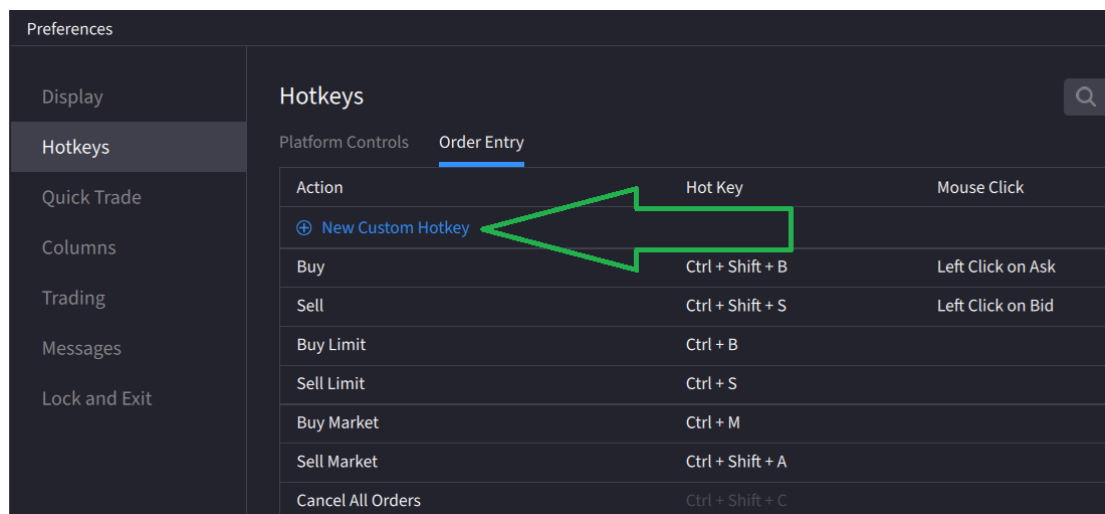 Preferences
Display
Hotkeys
Quick Trade
Columns
Trading
Messages
Lock and Exit
Hotkeys
Platform Controls Order Entry
Action Hot Key Mouse Click
New Custom Hotkey
Buy Ctrl + Shift + B Left Click on Ask
Sell Ctrl + Shift + S Left Click on Bid
Buy Limit Ctrl + B
Sell Limit Ctrl + S
Buy Market Ctrl + M
Sell Market Ctrl + Shift + A
Cancel All Orders Ctrl + Shift + C